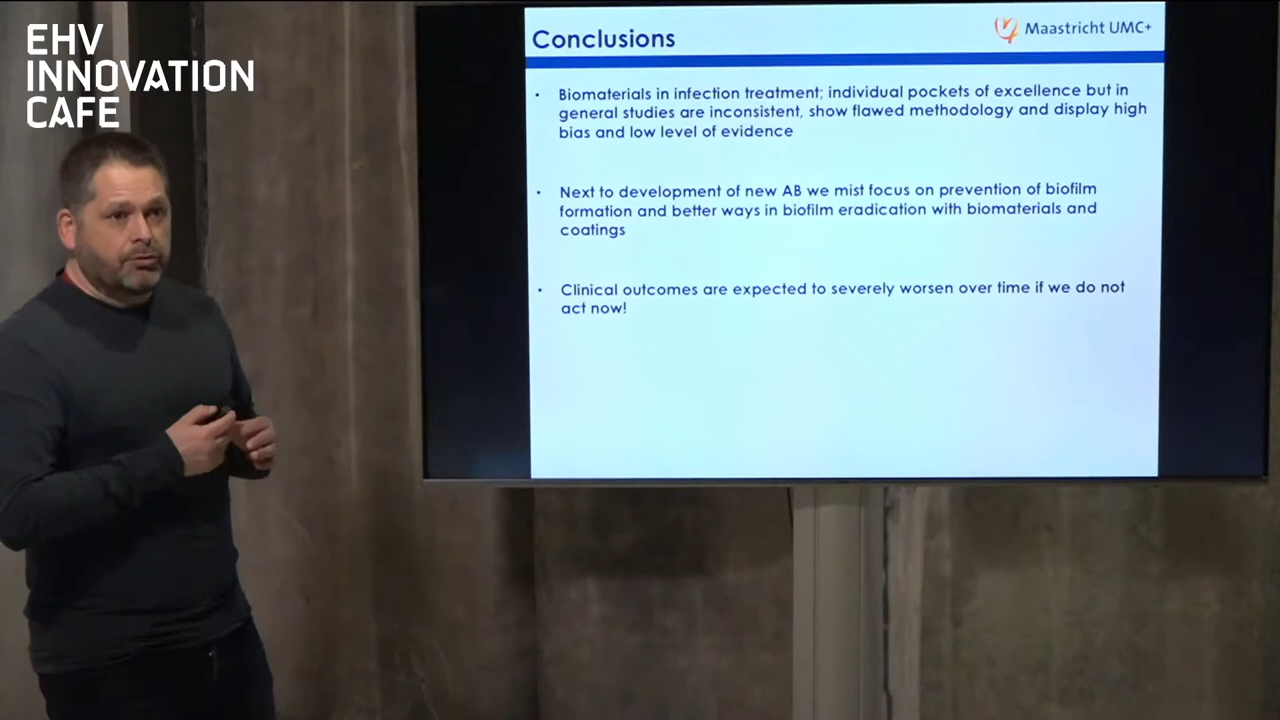 EHV
INNOVATION
CAFE
Conclusions
Maastricht UMC+
• Biomaterials in infection treatment; individual pockets of excellence but in
general studies are inconsistent, show flawed methodology and display high
bias and low level of evidence
• Next to development of new AB we mist focus on prevention of biofilm
formation and better ways in biofilm eradication with biomaterials and
coatings
• Clinical outcomes are expected to severely worsen over time if we do not
act now!